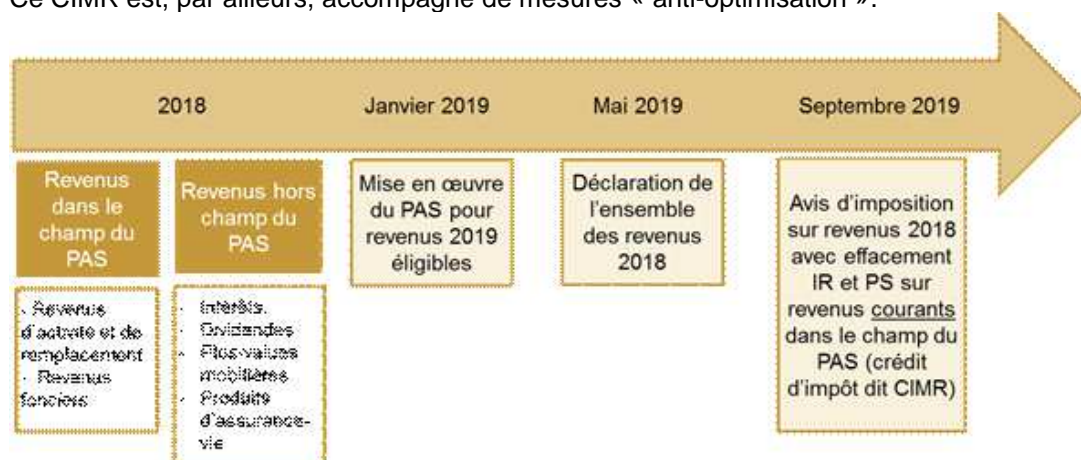 Ce CIMR est, par ailleurs, accompagné de mesures « anti-optimisation ».
2018
Janvier 2019
Mai 2019
Septembre 2019
Revenus
dans le
champ du
PAS
- Revenus
d'activité et de
remplacement
- Revenus
fonciers
Revenus hors
champ du
PAS
- Intérêts
- Dividendes
- Plus-values
mobilières
- Produits
d'assurance-
vie
Mise en œuvre
du PAS pour
revenus 2019
éligibles
Déclaration de
l'ensemble
des revenus
2018
Avis d'imposition
sur revenus 2018
avec effacement
IR et PS sur
revenus courants
dans le champ du
PAS (crédit
d'impôt dit CIMR)